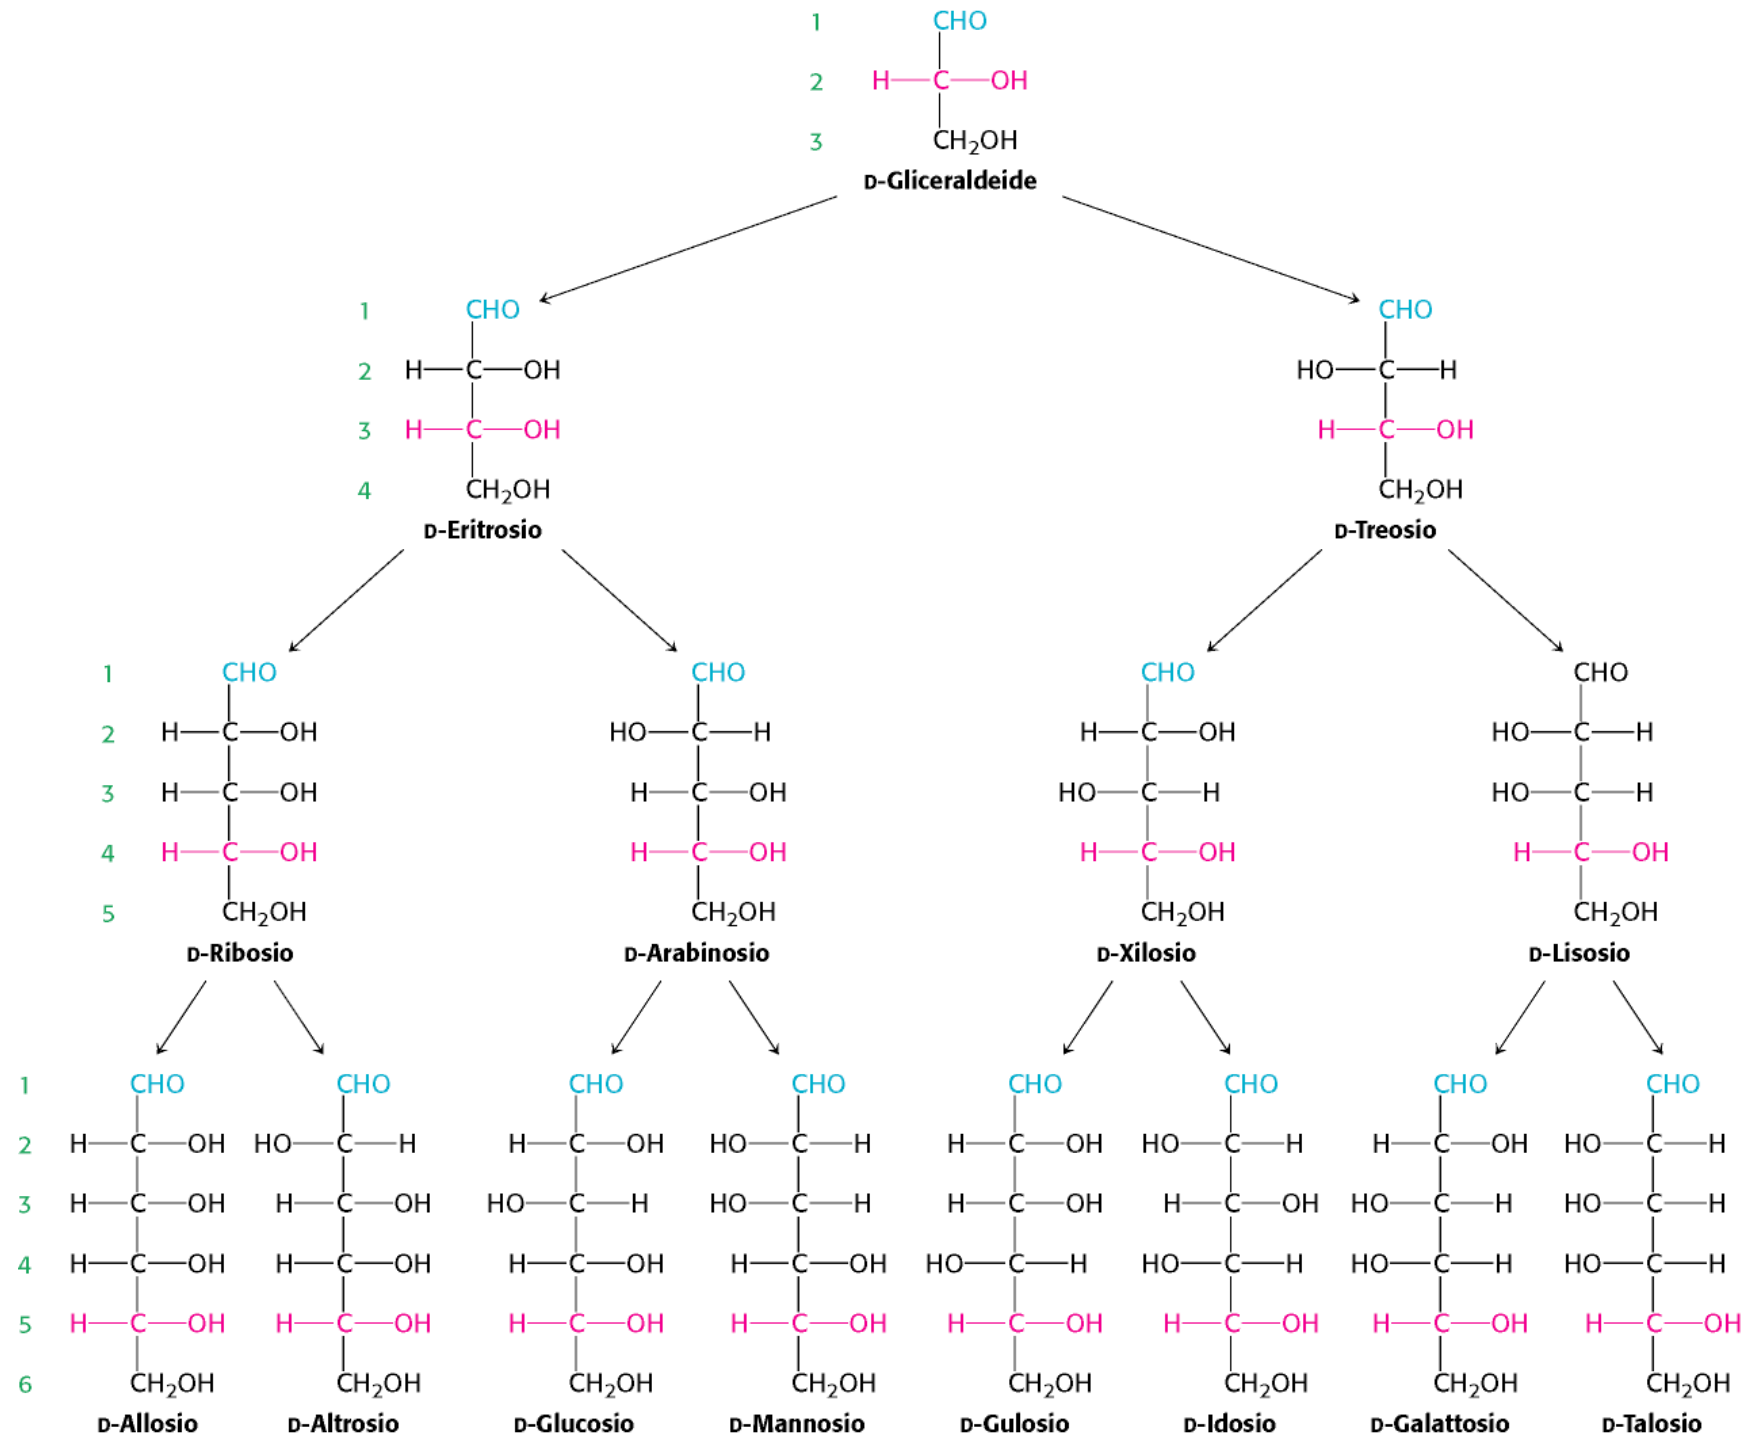 1 CHO
2 H C OH
3 CH₂OH
D-Gliceraldeide
1 CHO CHO
2 H C OH HO C H
3 H C OH H C OH
4 CH₂OH CH₂OH
D-Eritrosio D-Treosio
1 CHO CHO CHO CHO
2 H C OH HO C H H C OH HO C H
3 H C OH H C OH HO C H HO C H
4 H C OH H C OH H C OH H C OH
5 CH₂OH CH₂OH CH₂OH CH₂OH
D-Ribosio D-Arabinosio D-Xilosio D-Lisosio
1 CHO CHO CHO CHO CHO CHO CHO CHO
2 H C OH HO C H H C OH HO C H H C OH HO C H H C OH HO C H
3 H C OH H C OH HO C H HO C H H C OH H C OH HO C H HO C H
4 H C OH H C OH H C OH H C OH HO C H HO C H HO C H HO C H
5 H C OH H C OH H C OH H C OH H C OH H C OH H C OH H C OH
6 CH₂OH CH₂OH CH₂OH CH₂OH CH₂OH CH₂OH CH₂OH CH₂OH
D-Allosio D-Altrosio D-Glucosio D-Mannosio D-Gulosio D-Idosio D-Galattosio D-Talosio